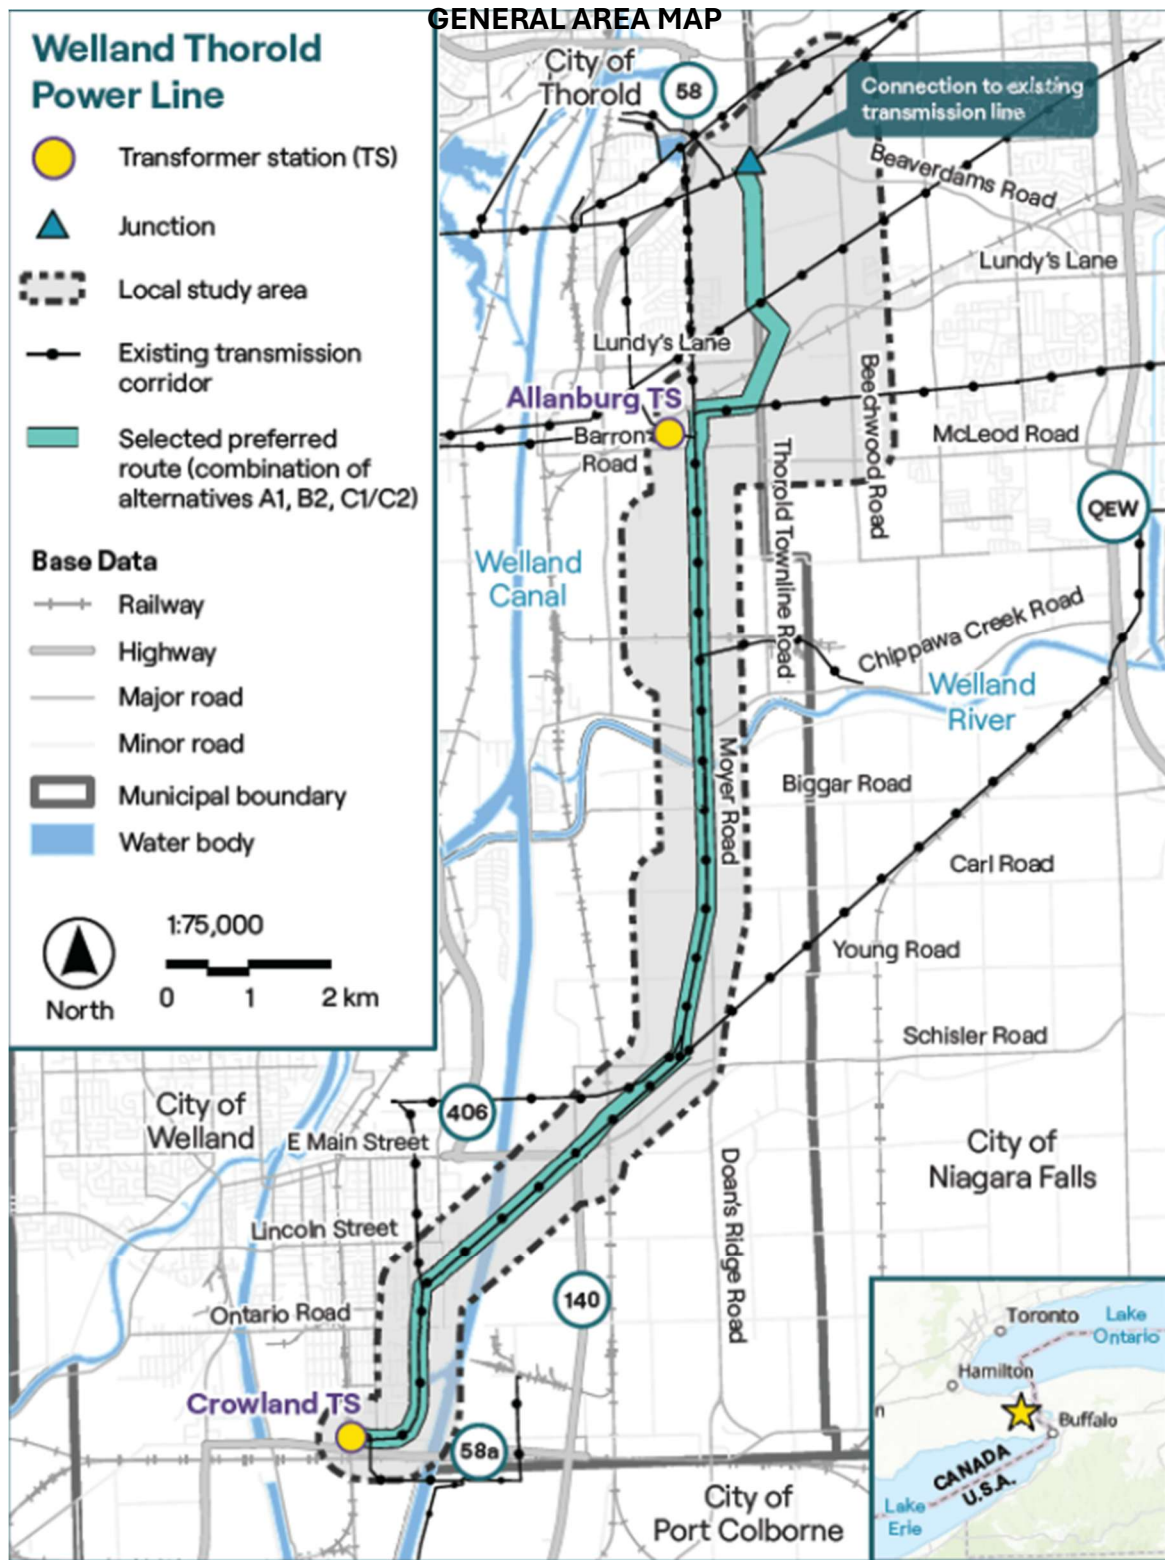 GENERAL AREA MAP
Welland Thorold
Power Line
Transformer station (TS)
Junction
Local study area
Existing transmission
corridor
Selected preferred
route (combination of
alternatives A1, B2, C1/C2)
Base Data
Railway
Highway
Major road
Minor road
Municipal boundary
Water body
1:75,000
North
0 1 2 km
City of
Thorold
58
Connection to existing
transmission line
Beaverdams Road
Lundy's Lane
Lundy's Lane
Allanburg TS
Barron
Road
Beechwood Road
McLeod Road
Thorold Townline Road
QEW
Welland
Canal
Chippawa Creek Road
Welland
River
Moyer Road
Biggar Road
Carl Road
Young Road
Schisler Road
City of
Welland
406
E Main Street
City of
Niagara Falls
Doan's Ridge Road
Lincoln Street
Ontario Road
140
Crowland TS
58a
City of
Port Colborne
Toronto
Lake
Ontario
Hamilton
n
Buffalo
CANADA
U.S.A.
Lake
Erie